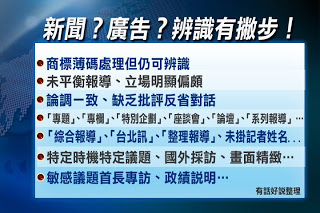 新聞？廣告？辨識有撇步！
商標薄碼處理但仍可辨識
未平衡報導、立場明顯偏頗
論調一致、缺乏批評反省對話
「專題」、「專欄」、「特別企劃」、「座談會」、「論壇」、「系列報導」…
「綜合報導」、「台北訊」、「整理報導」、未掛記者姓名...
特定時機特定議題、國外採訪、畫面精緻…
敏感議題首長專訪、政績說明…
有話好說整理